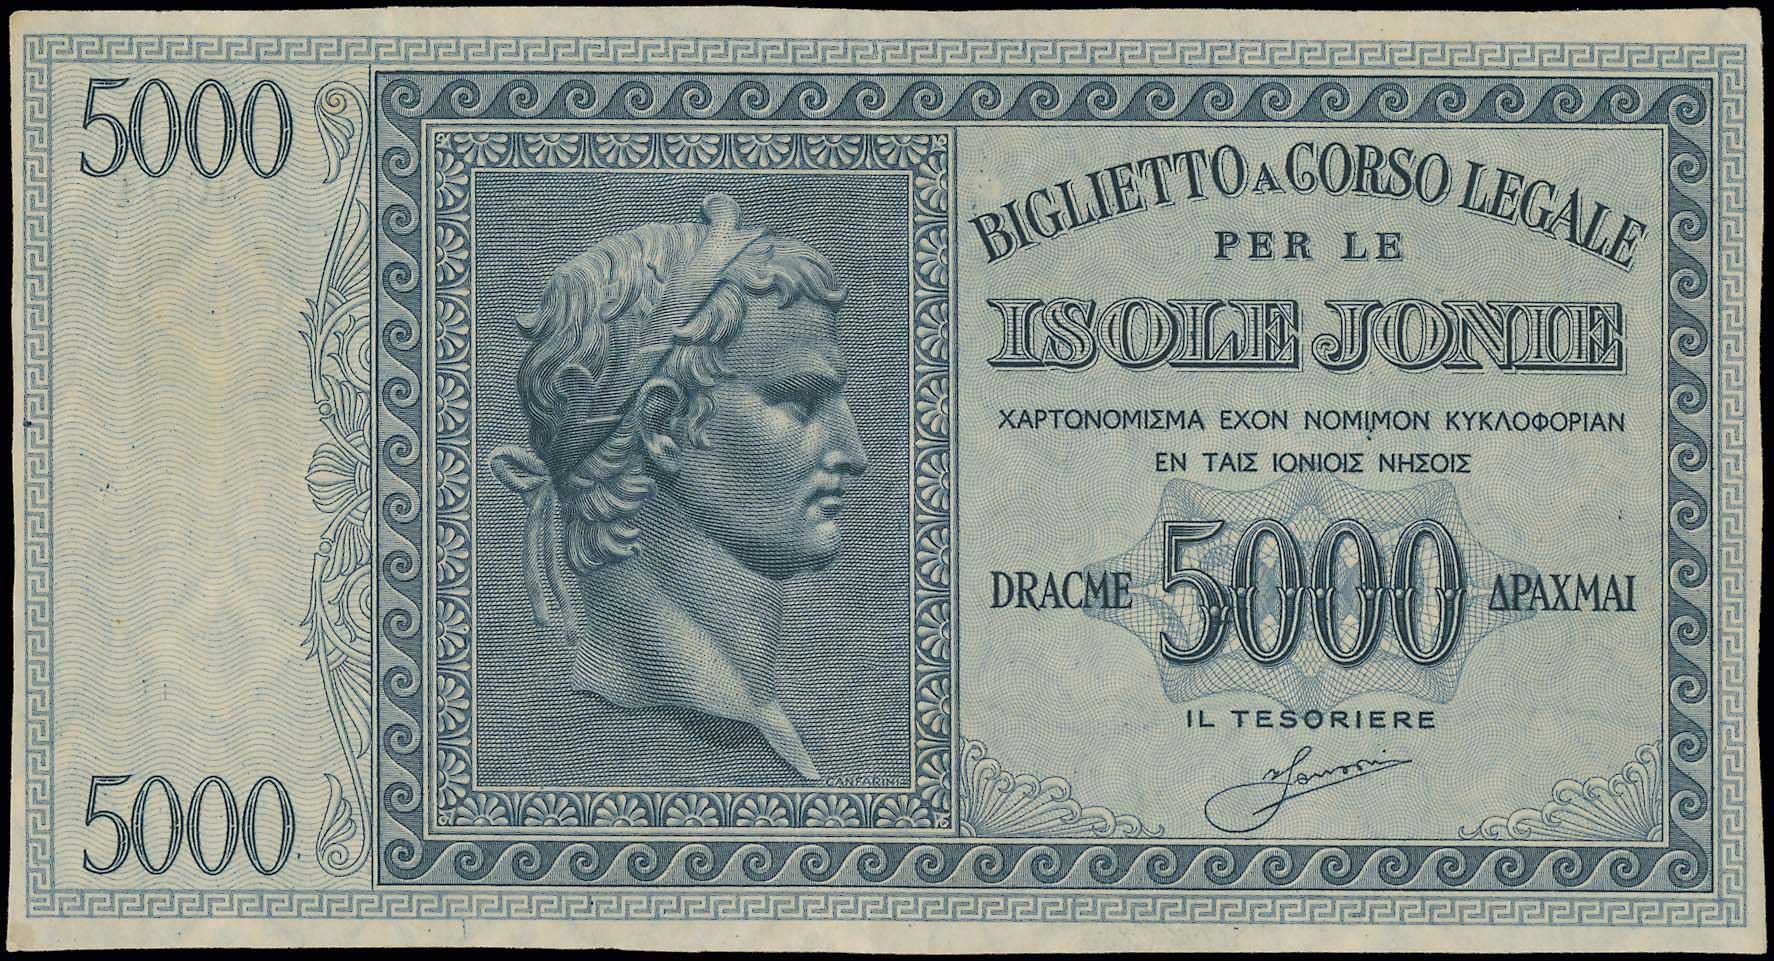 5000
BIGLIETTO A CORSO LEGALE
PER LE
ISOLE JONIE
ΧΑΡΤΟΝΟΜΙΣΜΑ ΕΧΟΝ ΝΟΜΙΜΟΝ ΚΥΚΛΟΦΟΡΙΑΝ
ΕΝ ΤΑΙΣ ΙΟΝΙΟΙΣ ΝΗΣΟΙΣ
DRACME 5000 ΔΡΑΧΜΑΙ
IL TESORIERE
CANFARINI
5000